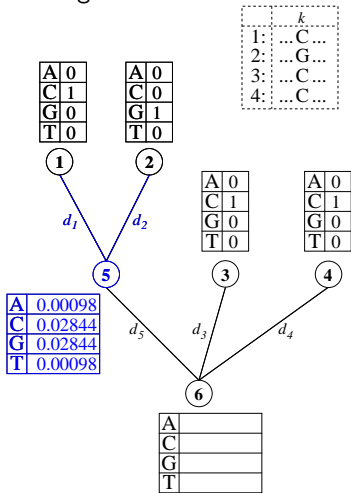 k
1: ...C...
2: ...G...
3: ...C...
4: ...C...
A 0
C 1
G 0
T 0
A 0
C 0
G 1
T 0
1
2
A 0
C 1
G 0
T 0
A 0
C 1
G 0
T 0
d1
d2
5
3
4
A 0.00098
C 0.02844
G 0.02844
T 0.00098
d5
d3
d4
6
A
C
G
T